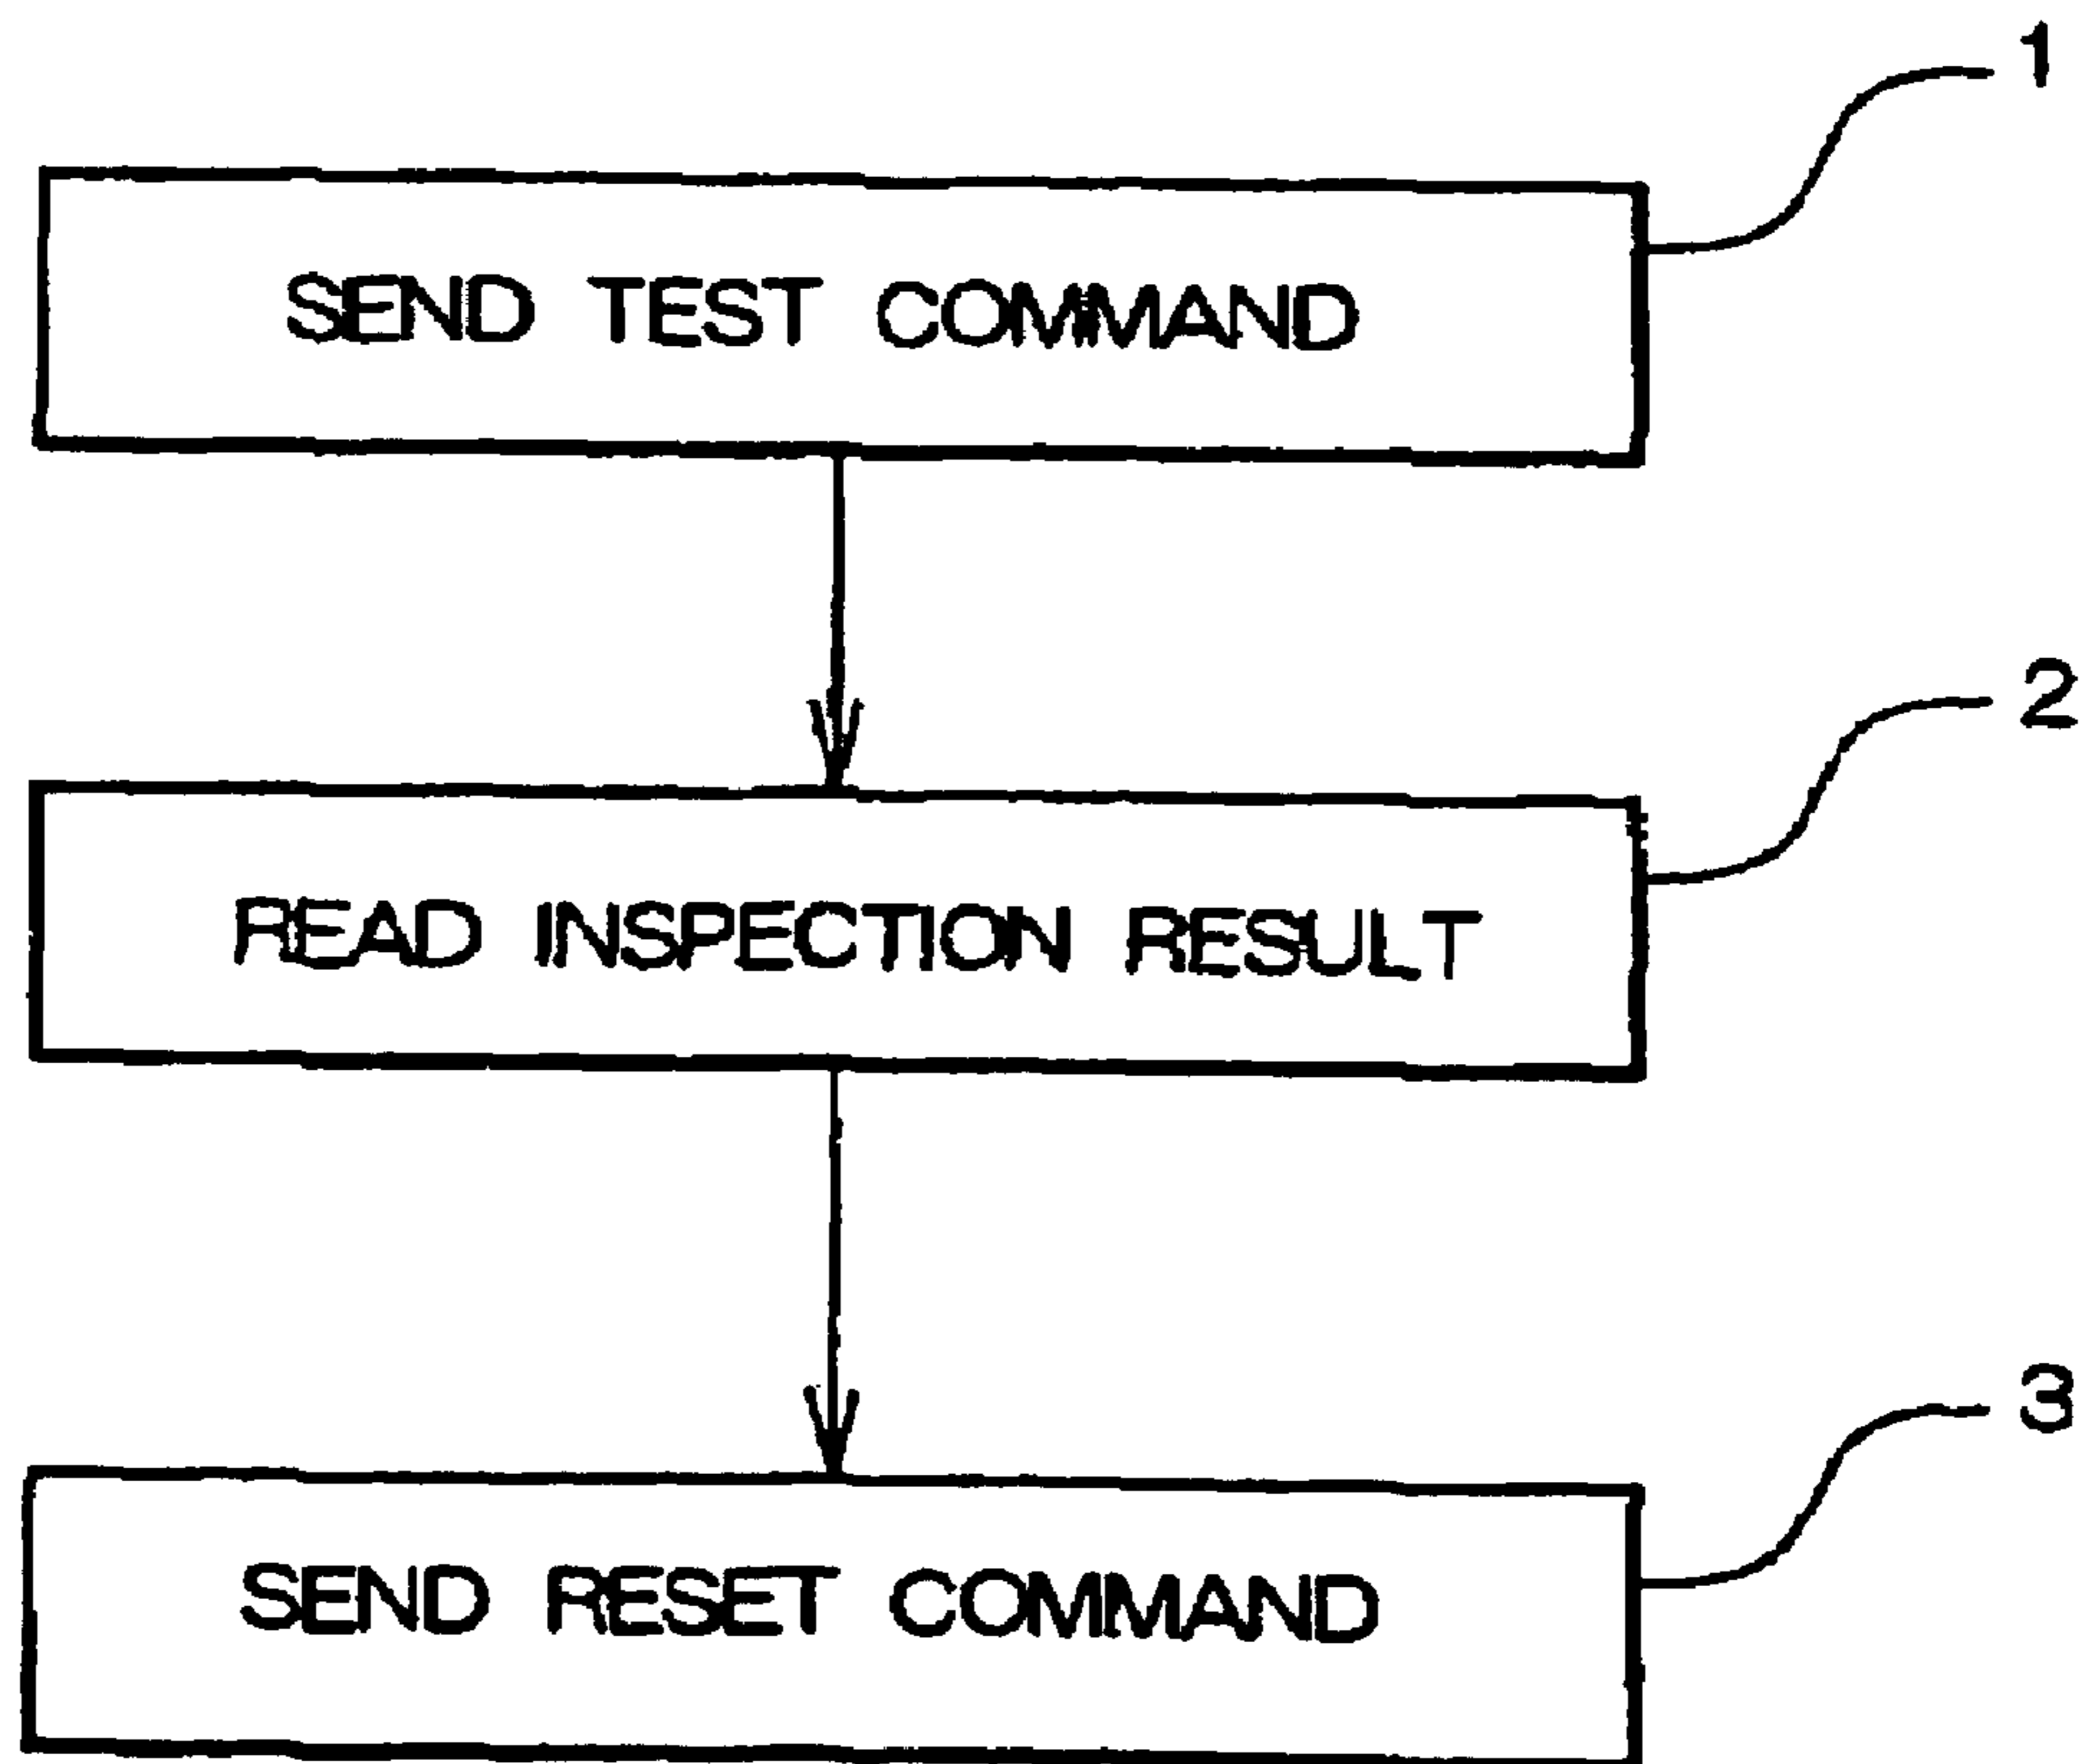 1
SEND TEST COMMAND
2
READ INSPECTION RESULT
3
SEND RESET COMMAND